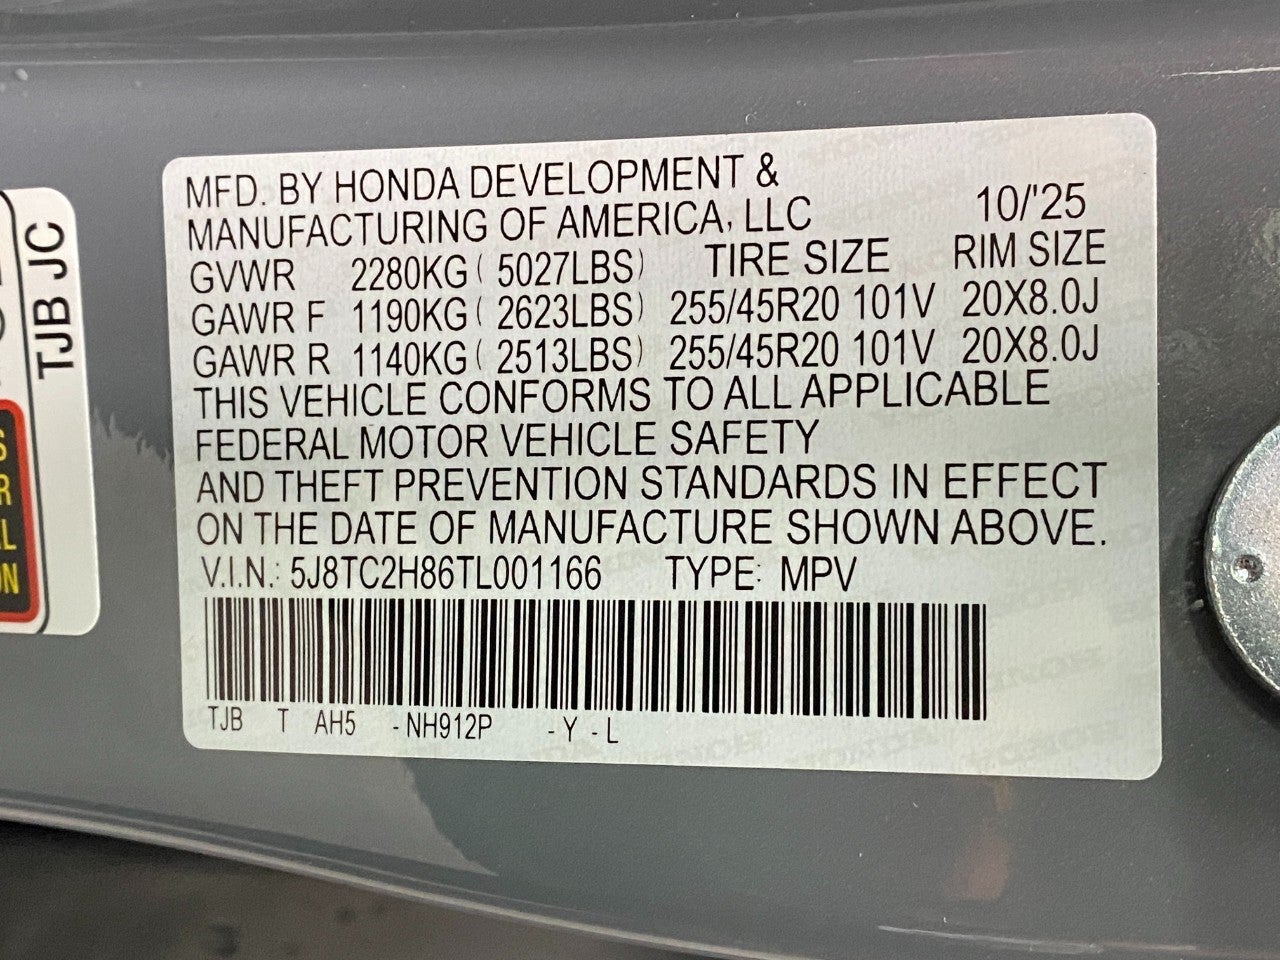 MFD. BY HONDA DEVELOPMENT &
MANUFACTURING OF AMERICA, LLC 10/'25
GVWR 2280KG ( 5027LBS) TIRE SIZE RIM SIZE
GAWR F 1190KG ( 2623LBS) 255/45R20 101V 20X8.0J
GAWR R 1140KG ( 2513LBS) 255/45R20 101V 20X8.0J
THIS VEHICLE CONFORMS TO ALL APPLICABLE
FEDERAL MOTOR VEHICLE SAFETY
AND THEFT PREVENTION STANDARDS IN EFFECT
ON THE DATE OF MANUFACTURE SHOWN ABOVE.
V.I.N.: 5J8TC2H86TL001166 TYPE: MPV
TJB T AH5 -NH912P -Y-L
TJB JC